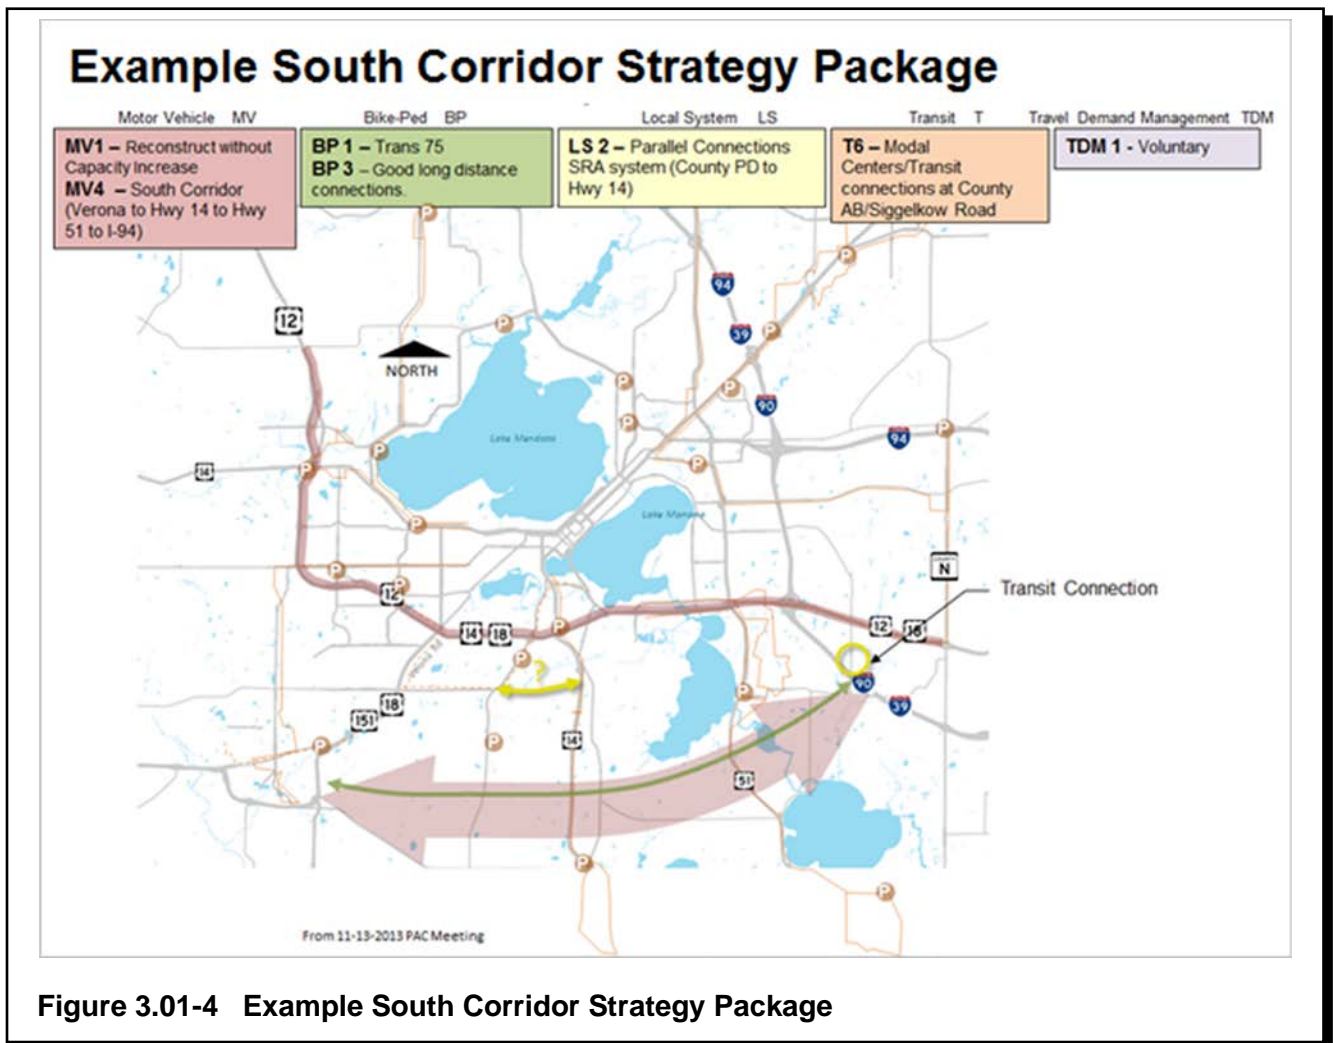 Example South Corridor Strategy Package
Motor Vehicle MV
Bike-Ped BP
Local System LS
Transit T
Travel Demand Management TDM
MV1 – Reconstruct without
Capacity Increase
MV4 – South Corridor
(Verona to Hwy 14 to Hwy
51 to I-94)
BP 1 – Trans 75
BP 3 – Good long distance
connections.
LS 2 – Parallel Connections
SRA system (County PD to
Hwy 14)
T6 – Modal
Centers/Transit
connections at County
AB/Siggelkow Road
TDM 1 - Voluntary
P
P
94
12
P
39
P
NORTH
P
P
90
P
94
P
Lake Mendota
P
14
P
P
Lake Monona
P
P
N
P
12
P
Transit Connection
14
18
P
12
18
P
?
90
P
18
39
151
14
P
P
51
P
P
From 11-13-2013 PAC Meeting
Figure 3.01-4 Example South Corridor Strategy Package